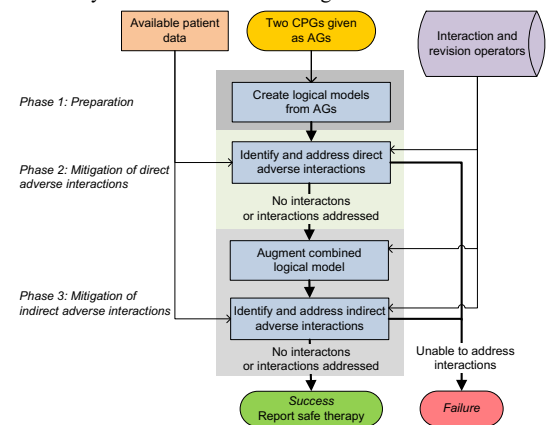 Available patient
data
Two CPGs given
as AGs
Interaction and
revision operators
Phase 1: Preparation
Create logical models
from AGs
Phase 2: Mitigation of direct
adverse interactions
Identify and address direct
adverse interactions
No interactons
or interactions addressed
Augment combined
logical model
Phase 3: Mitigation of
indirect adverse interactions
Identify and address indirect
adverse interactions
No interactons
or interactions addressed
Unable to address
interactions
Success
Report safe therapy
Failure